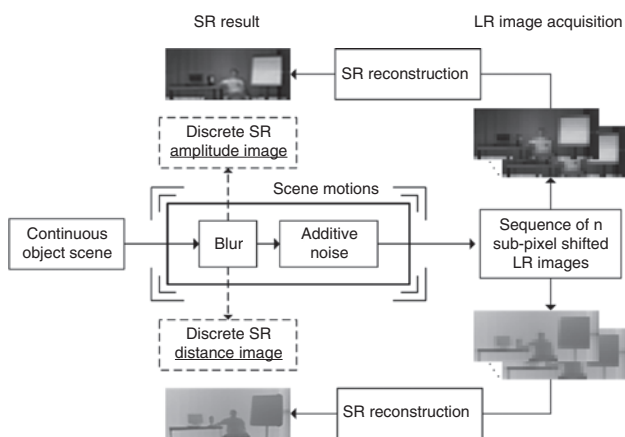 SR result
LR image acquisition
SR reconstruction
Discrete SR
amplitude image
Scene motions
Continuous
object scene
Blur
Additive
noise
Sequence of n
sub-pixel shifted
LR images
Discrete SR
distance image
SR reconstruction